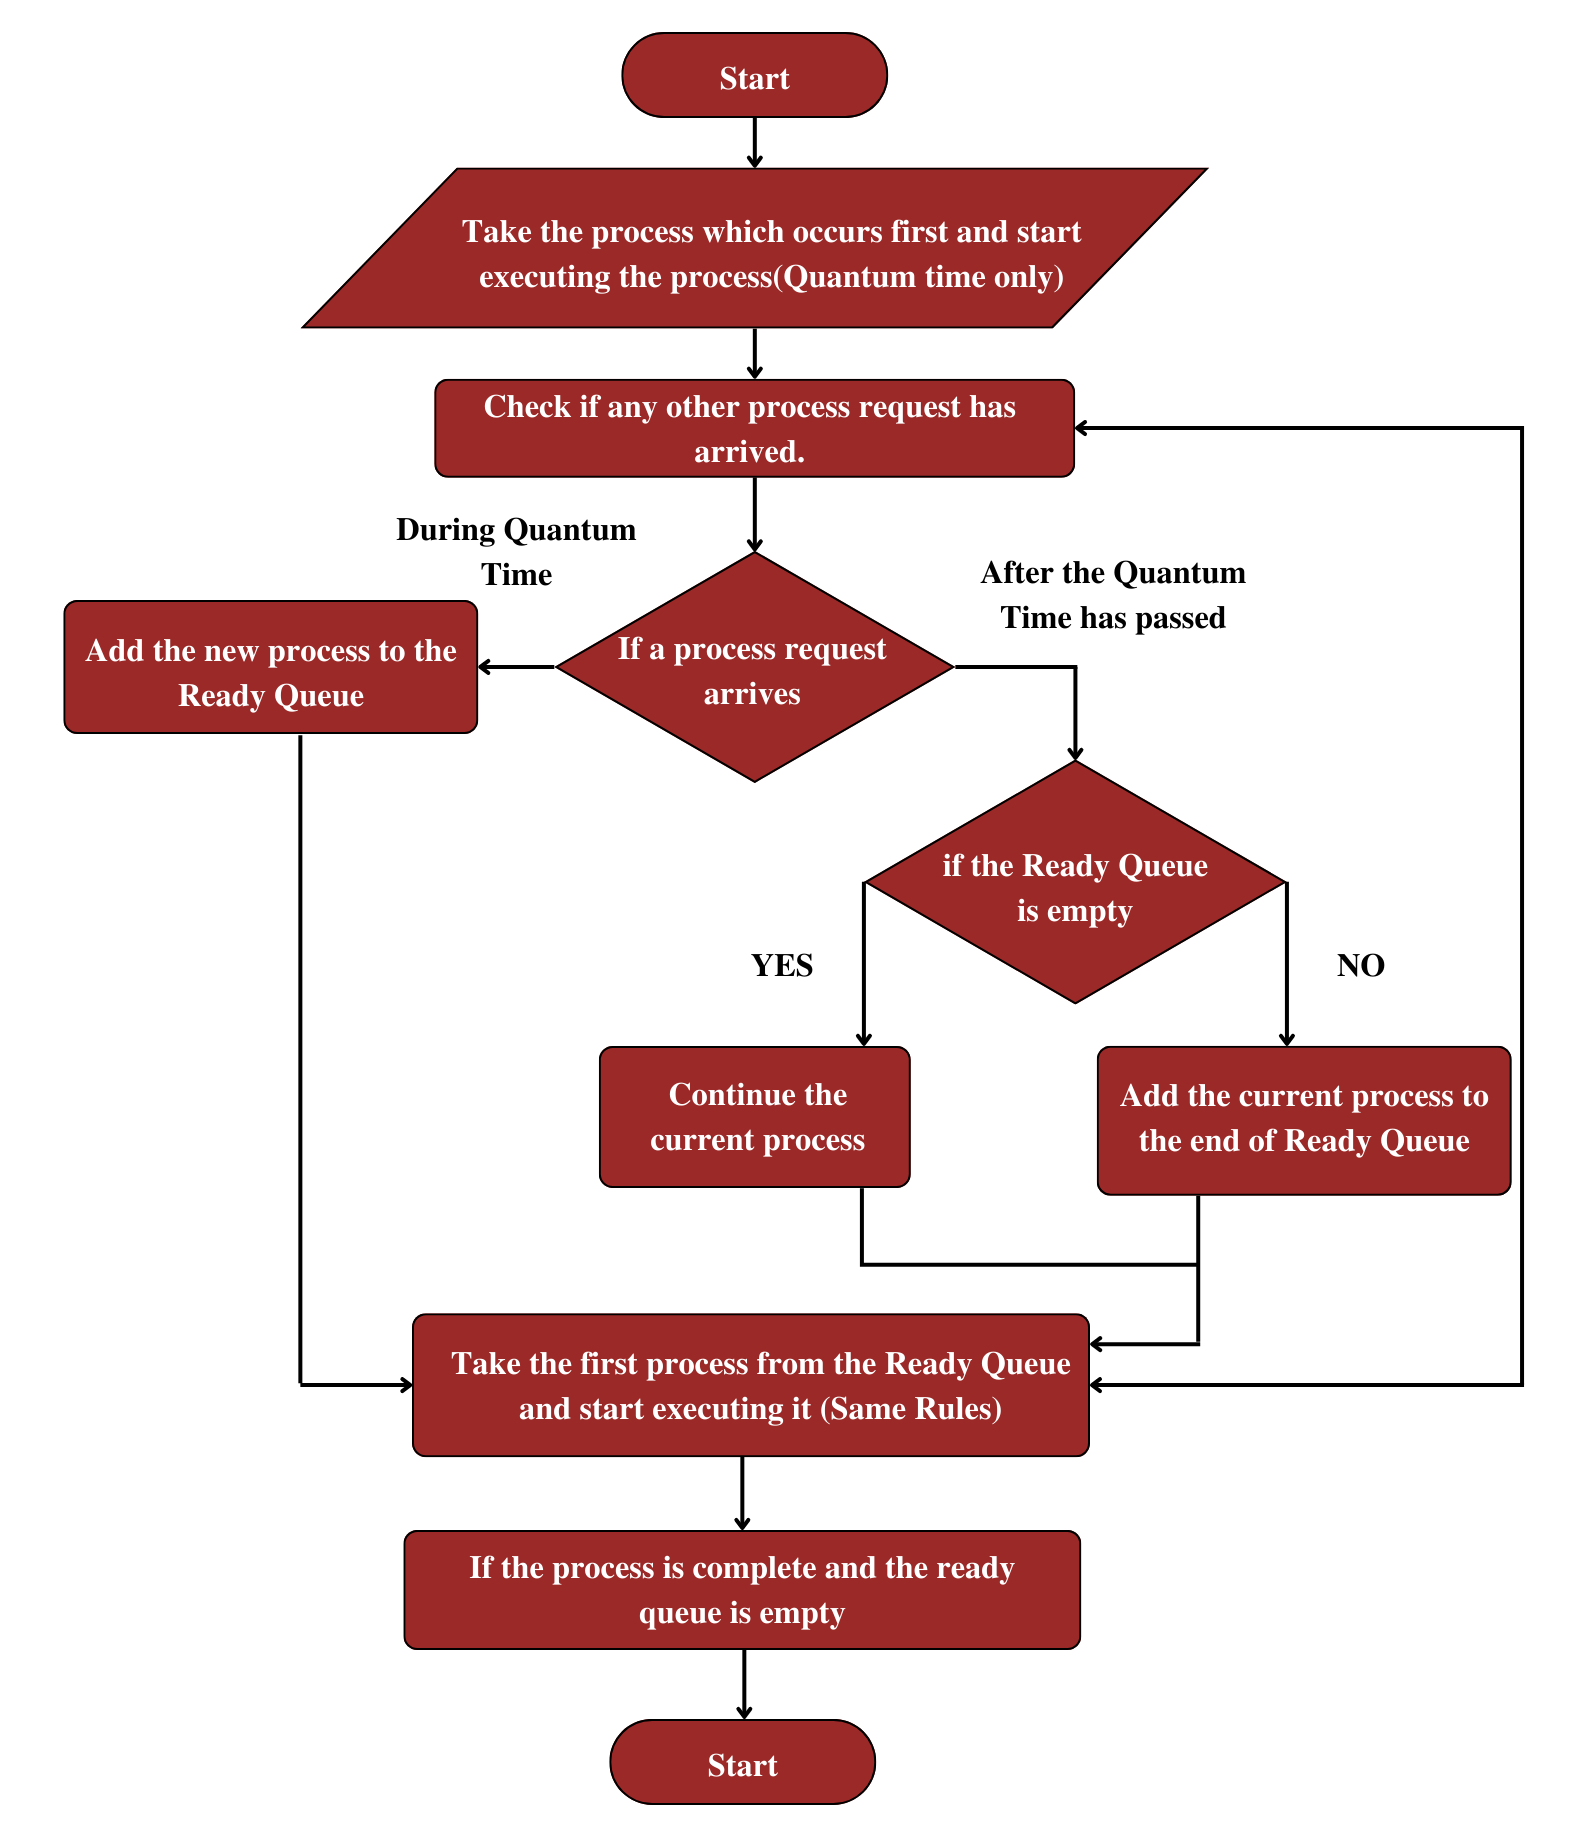 Start
Take the process which occurs first and start
executing the process(Quantum time only)
Check if any other process request has
arrived.
During Quantum
Time
After the Quantum
Time has passed
If a process request
arrives
Add the new process to the
Ready Queue
if the Ready Queue
is empty
YES
NO
Continue the
current process
Add the current process to
the end of Ready Queue
Take the first process from the Ready Queue
and start executing it (Same Rules)
If the process is complete and the ready
queue is empty
Start